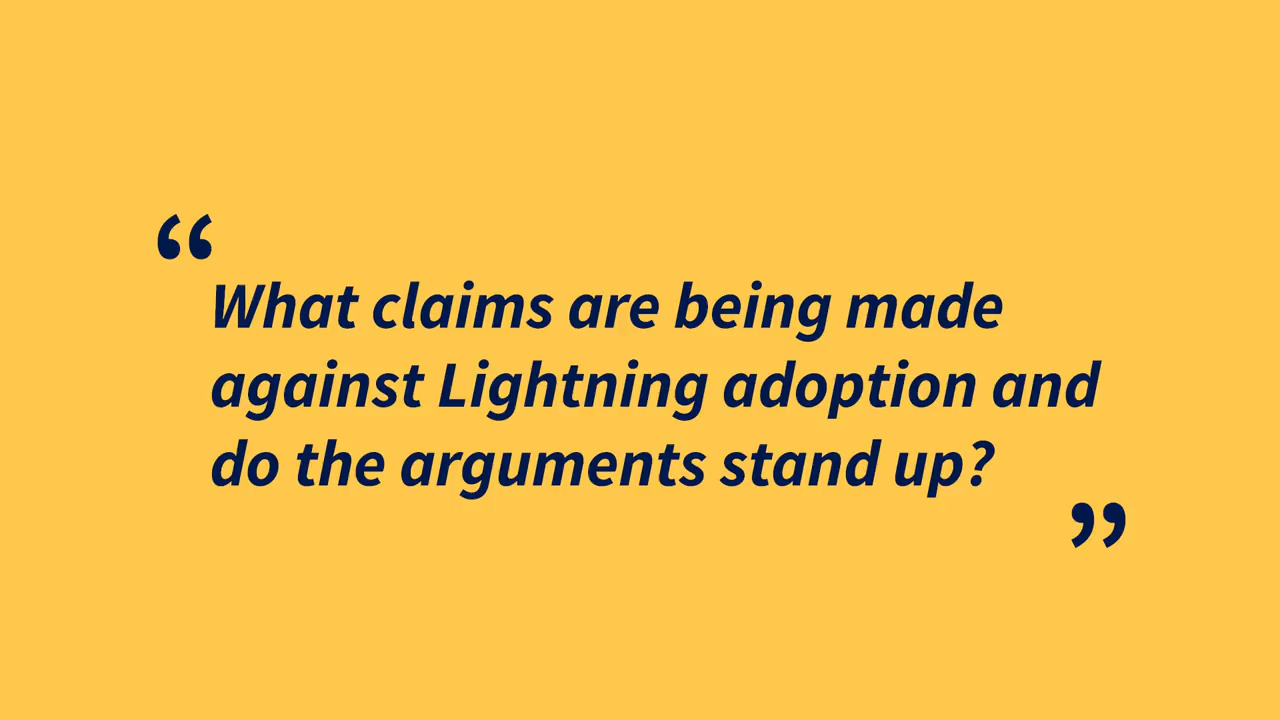 “
What claims are being made
against Lightning adoption and
do the arguments stand up?
”